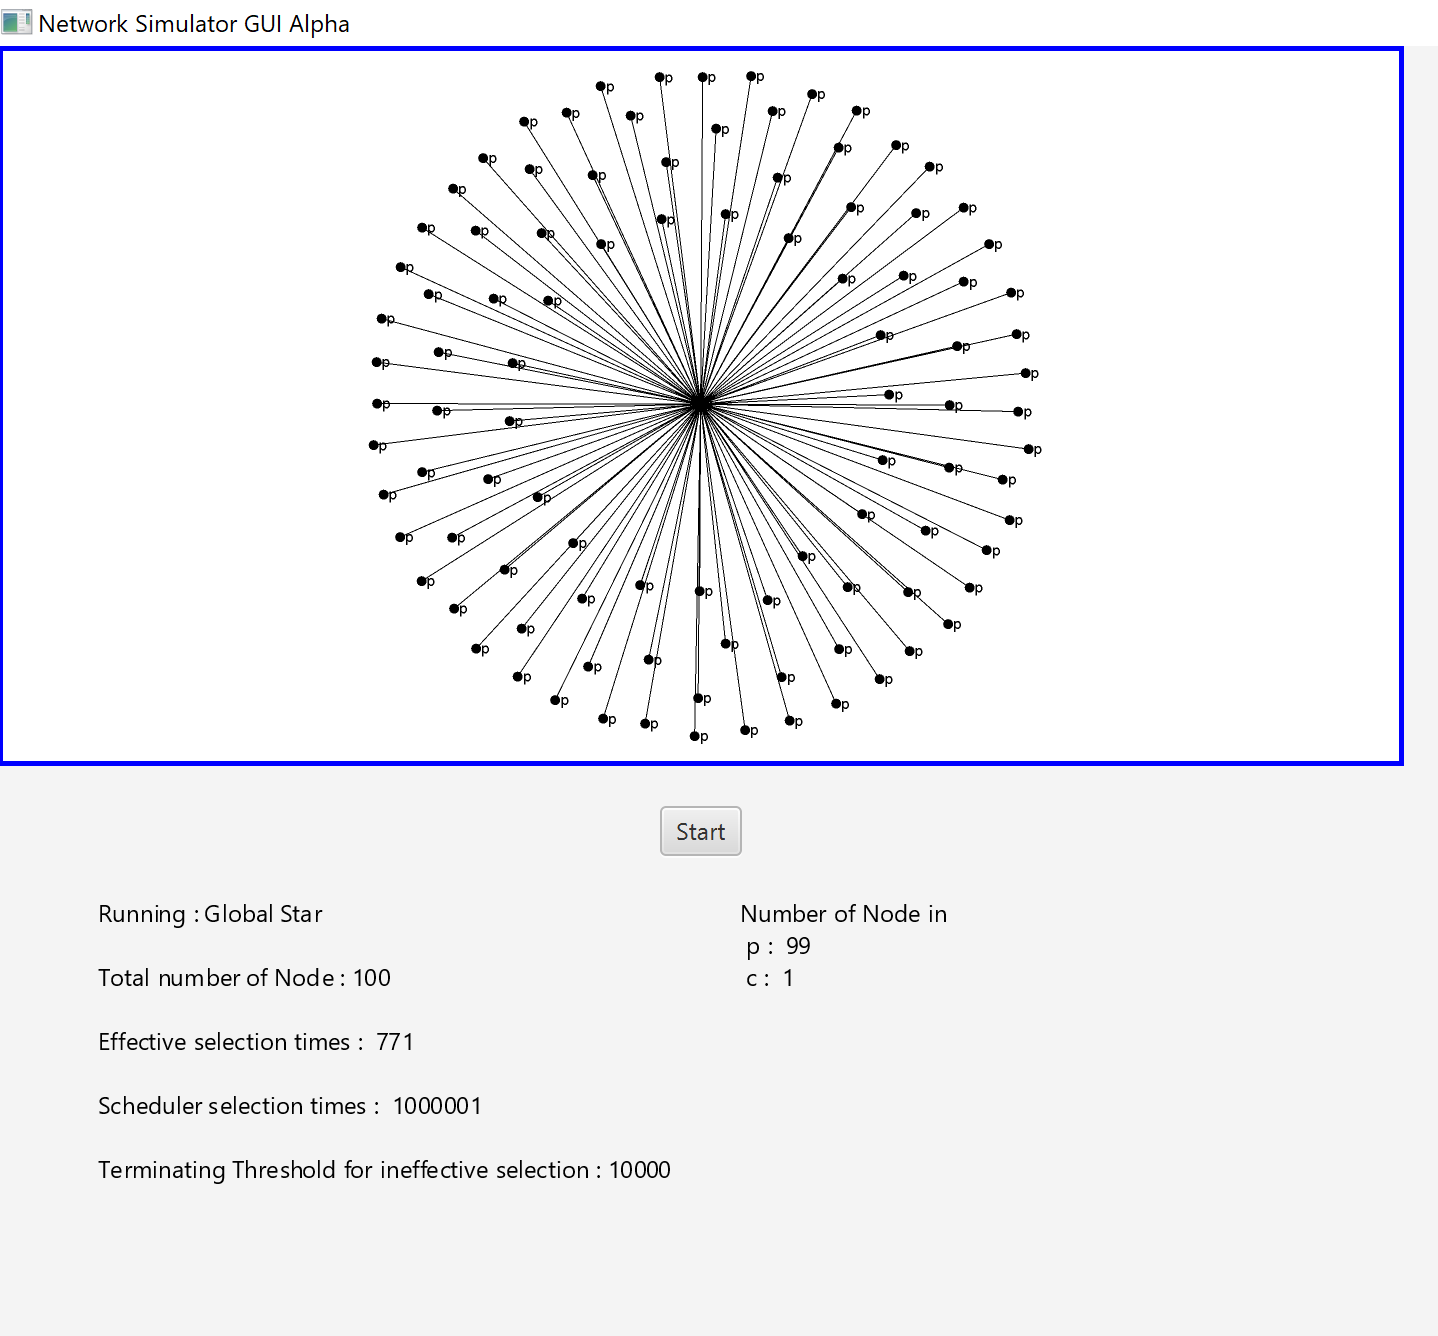 Network Simulator GUI Alpha
p p p p
p p p p p
p p p p
p p p p p
p p p p p
p p p p p p
p p p p p p
p p p p p p
p p p p p p
p p p p p p
p p p p p
p p p p p p
p p p p p p
p p p p p p
p p p p p p
p p p p p
p p p p p
p p p p p p
p p p p
Start
Running : Global Star
Number of Node in
p : 99
Total number of Node : 100
c : 1
Effective selection times : 771
Scheduler selection times : 1000001
Terminating Threshold for ineffective selection : 10000